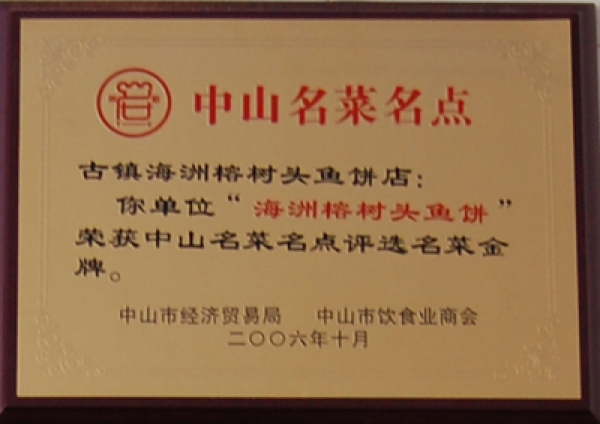 中山名菜名点
古镇海洲榕树头鱼饼店：
你单位“海洲榕树头鱼饼”
荣获中山名菜名点评选名菜金
牌。
中山市经济贸易局 中山市饮食业商会
二〇〇六年十月